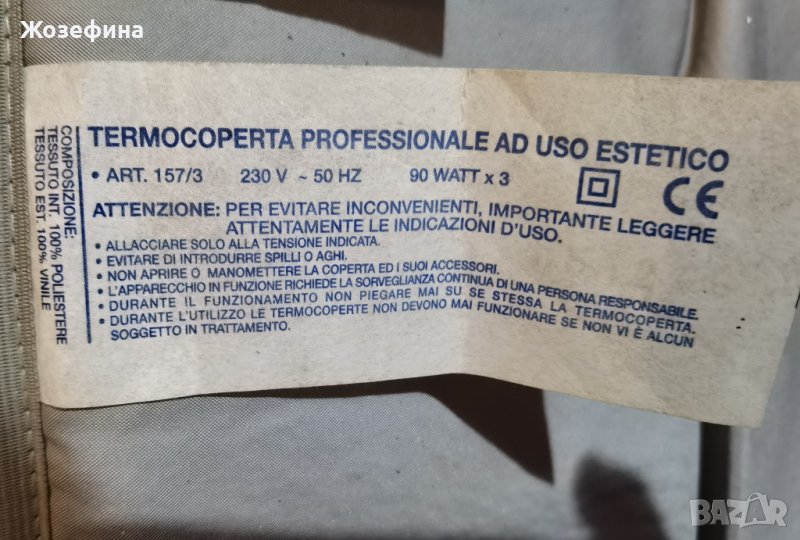 Жозефина
TERMOCOPERTA PROFESSIONALE AD USO ESTETICO
• ART. 157/3 230 V ~ 50 HZ 90 WATT x 3 CE
ATTENZIONE: PER EVITARE INCONVENIENTI, IMPORTANTE LEGGERE
ATTENTAMENTE LE INDICAZIONI D'USO.
• ALLACCIARE SOLO ALLA TENSIONE INDICATA.
• EVITARE DI INTRODURRE SPILLI O AGHI.
• NON APRIRE O MANOMETTERE LA COPERTA ED I SUOI ACCESSORI.
• L'APPARECCHIO IN FUNZIONE RICHIEDE LA SORVEGLIANZA CONTINUA DI UNA PERSONA RESPONSABILE.
• DURANTE IL FUNZIONAMENTO NON PIEGARE MAI SU SE STESSA LA TERMOCOPERTA.
• DURANTE L'UTILIZZO LE TERMOCOPERTE NON DEVONO MAI FUNZIONARE SE NON VI È ALCUN
SOGGETTO IN TRATTAMENTO.
COMPOSIZIONE:
TESSUTO INT. 100% POLIESTERE
TESSUTO EST. 100% VINILE
BAZAR